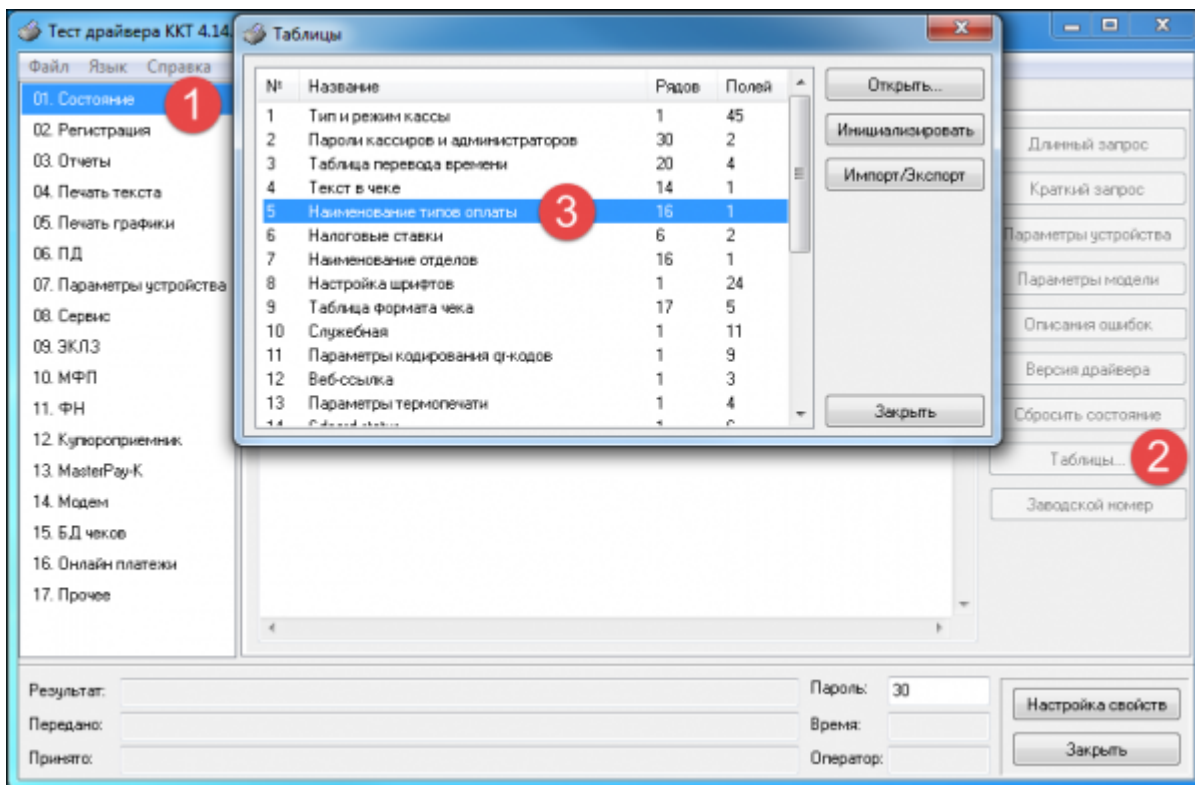 Тест драйвера ККТ 4.14.
Таблицы
Файл Язык Справка
01. Состояние
1
02. Регистрация
03. Отчеты
04. Печать текста
05. Печать графики
06. ПД
07. Параметры устройства
08. Сервис
09. ЭКЛЗ
10. МФП
11. ФН
12. Купюроприемник
13. MasterPay-K
14. Модем
15. БД чеков
16. Онлайн платежи
17. Прочее
№ Название Рядов Полей
1 Тип и режим кассы 1 45
2 Пароли кассиров и администраторов 30 2
3 Таблица перевода времени 20 4
4 Текст в чеке 14 1
5 Наименование типов оплаты 3 16 1
6 Налоговые ставки 6 2
7 Наименование отделов 16 1
8 Настройка шрифтов 1 24
9 Таблица формата чека 17 5
10 Служебная 1 11
11 Параметры кодирования qr-кодов 1 9
12 Веб-ссылка 1 3
13 Параметры термопечати 1 4
Открыть...
Инициализировать
Импорт/Экспорт
Закрыть
Длинный запрос
Краткий запрос
Параметры устройства
Параметры модели
Описания ошибок
Версия драйвера
Сбросить состояние
Таблицы...
2
Заводской номер
Результат:
Передано:
Принято:
Пароль: 30
Время:
Оператор:
Настройка свойств
Закрыть